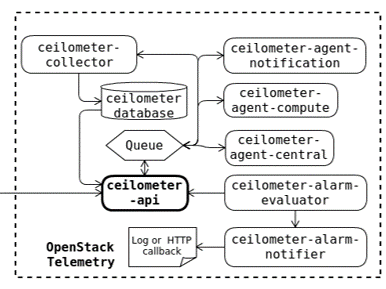 ceilometer-
collector
ceilometer-agent-
notification
ceilometer
database
ceilometer-
agent-compute
Queue
ceilometer-
agent-central
ceilometer
-api
ceilometer-alarm-
evaluator
OpenStack
Telemetry
Log or HTTP
callback
ceilometer-alarm-
notifier